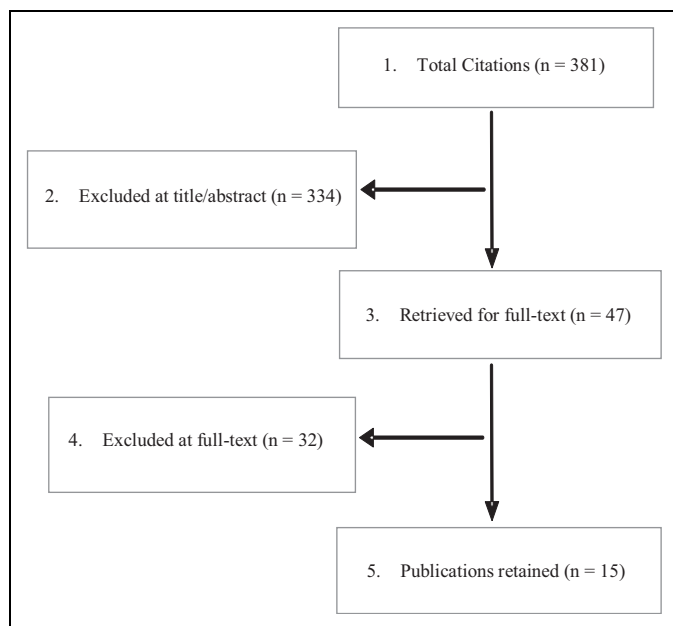 1. Total Citations (n = 381)
2. Excluded at title/abstract (n = 334)
3. Retrieved for full-text (n = 47)
4. Excluded at full-text (n = 32)
5. Publications retained (n = 15)